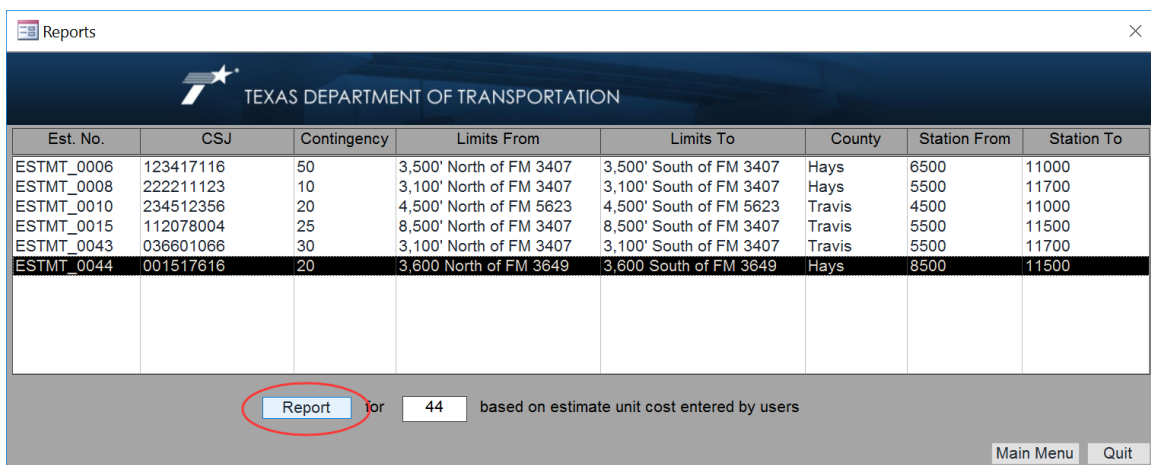 Reports
TEXAS DEPARTMENT OF TRANSPORTATION
Est. No. CSJ Contingency Limits From Limits To County Station From Station To
ESTMT_0006 123417116 50 3,500' North of FM 3407 3,500' South of FM 3407 Hays 6500 11000
ESTMT_0008 222211123 10 3,100' North of FM 3407 3,100' South of FM 3407 Hays 5500 11700
ESTMT_0010 234512356 20 4,500' North of FM 5623 4,500' South of FM 5623 Travis 4500 11000
ESTMT_0015 112078004 25 8,500' North of FM 3407 8,500' South of FM 3407 Travis 5500 11500
ESTMT_0043 036601066 30 3,100' North of FM 3407 3,100' South of FM 3407 Travis 5500 11700
ESTMT_0044 001517616 20 3,600 North of FM 3649 3,600 South of FM 3649 Hays 8500 11500
Report for 44 based on estimate unit cost entered by users
Main Menu Quit